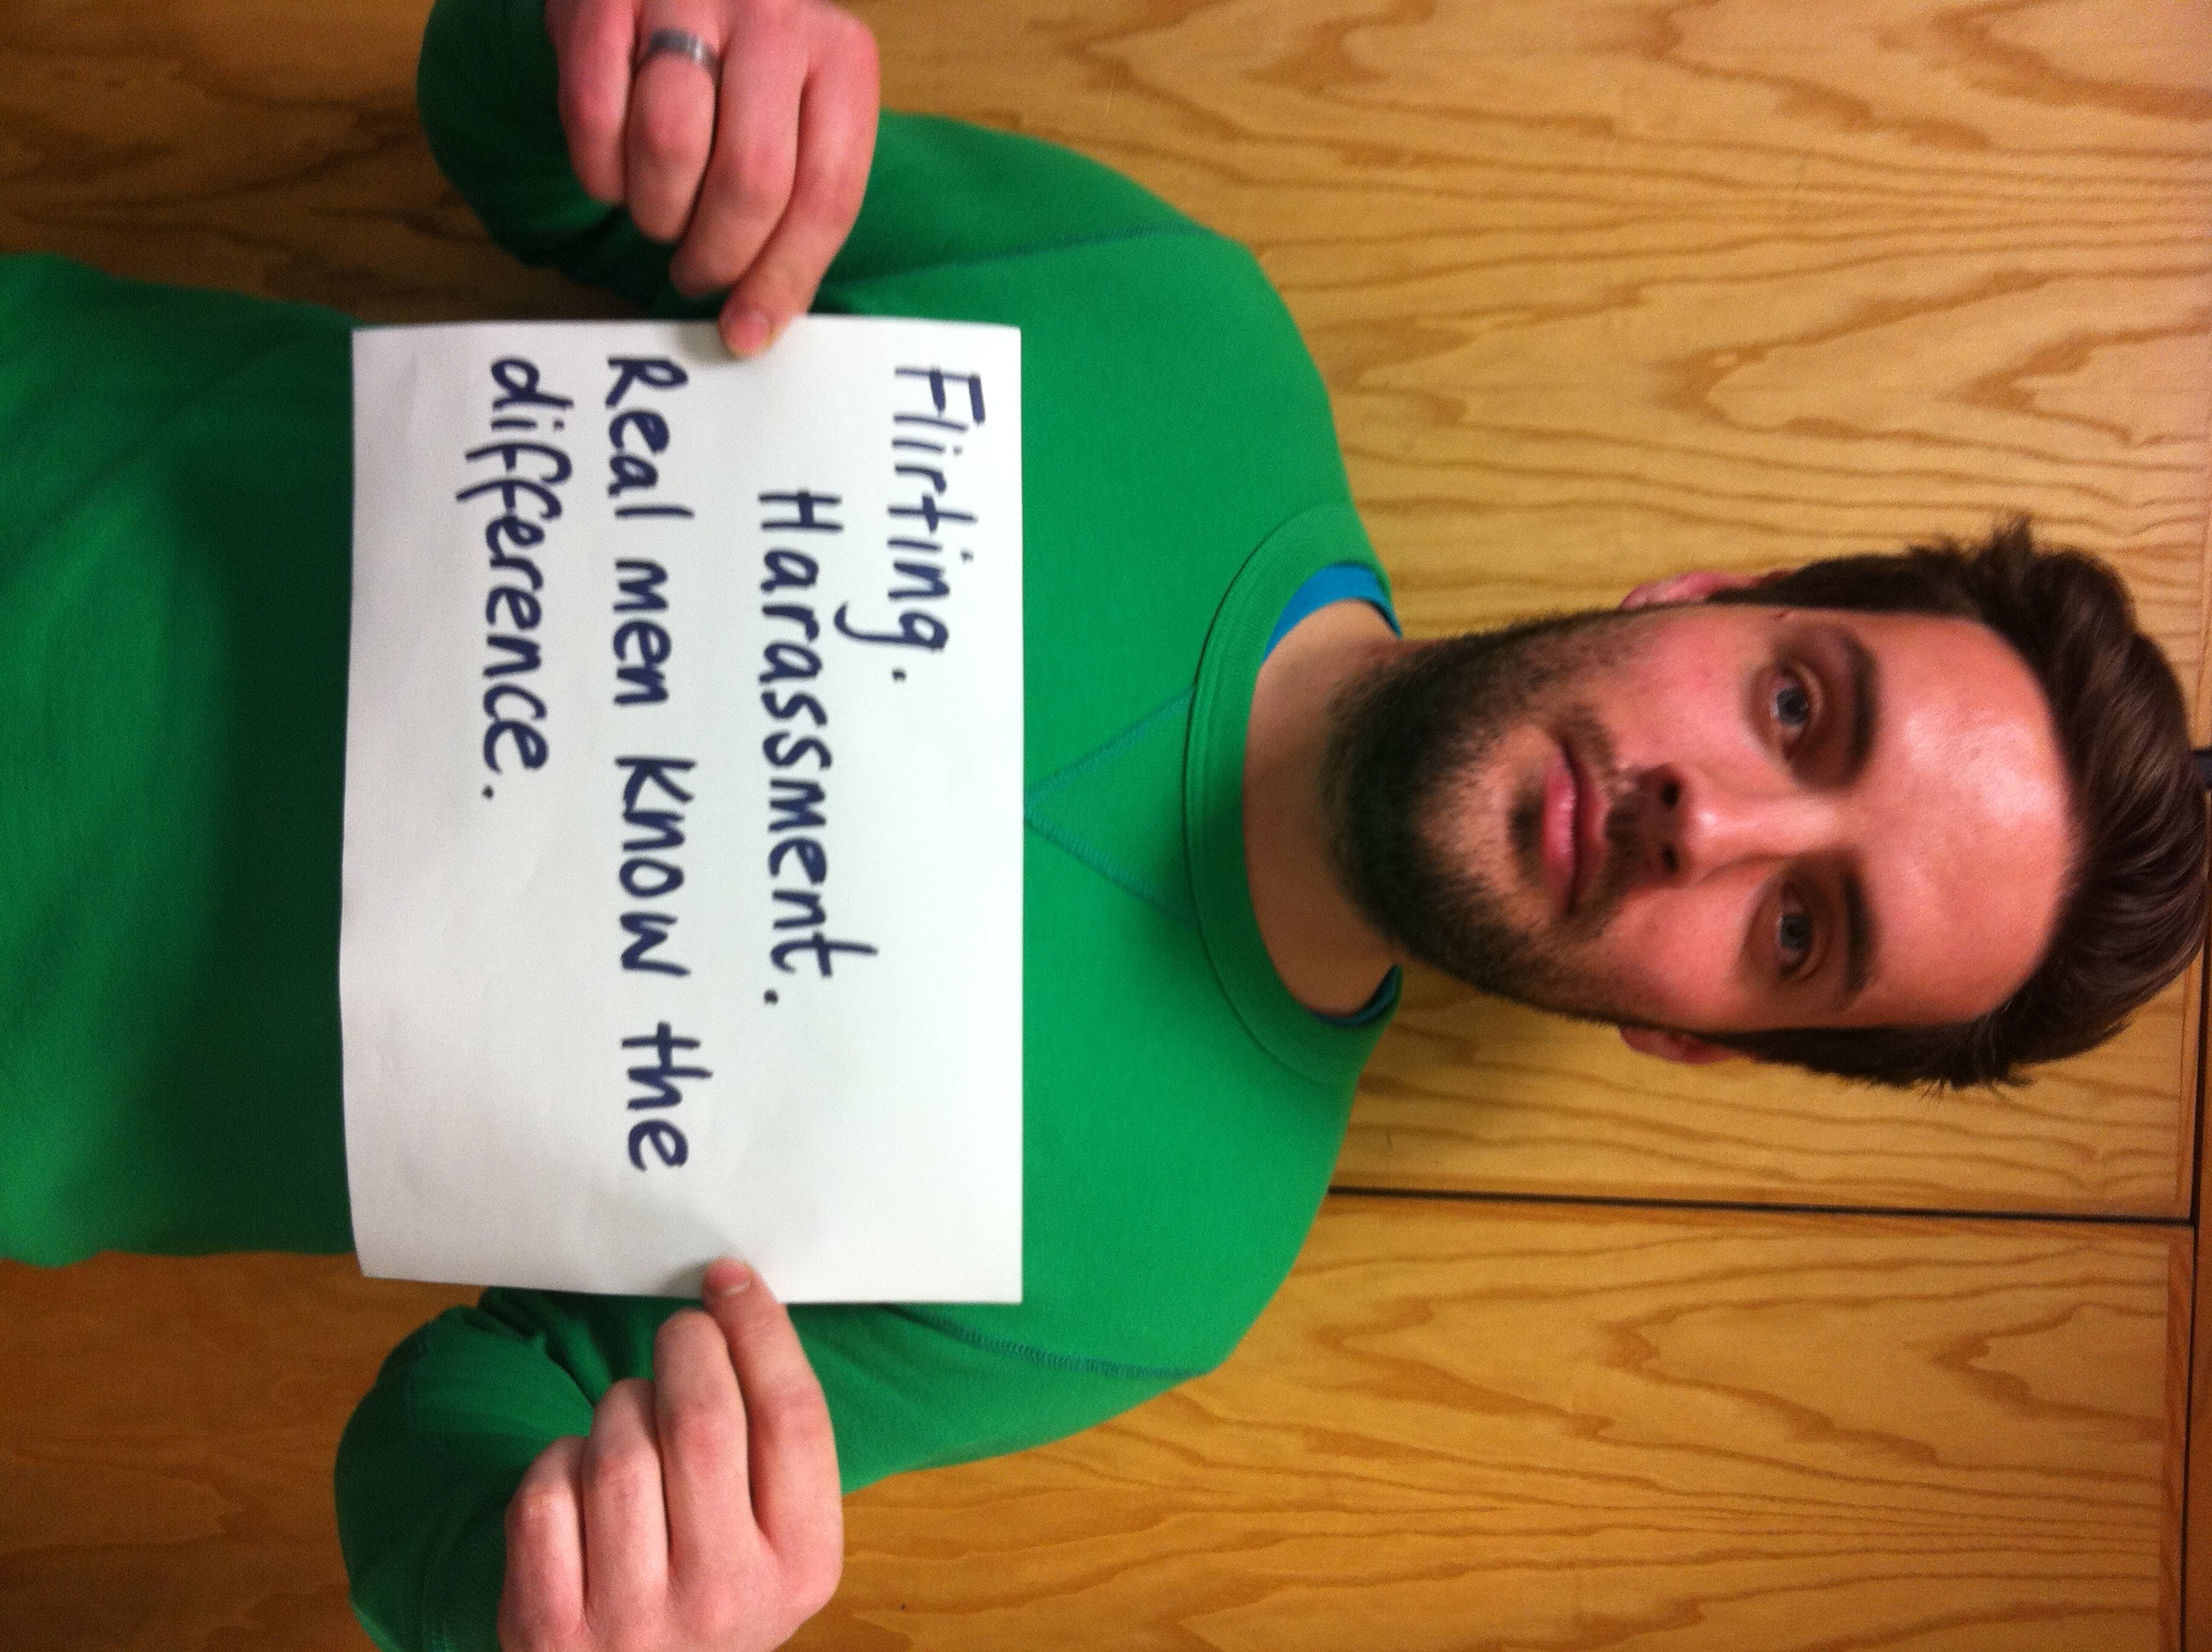 Flirting.
Harassment.
Real men Know the
difference.